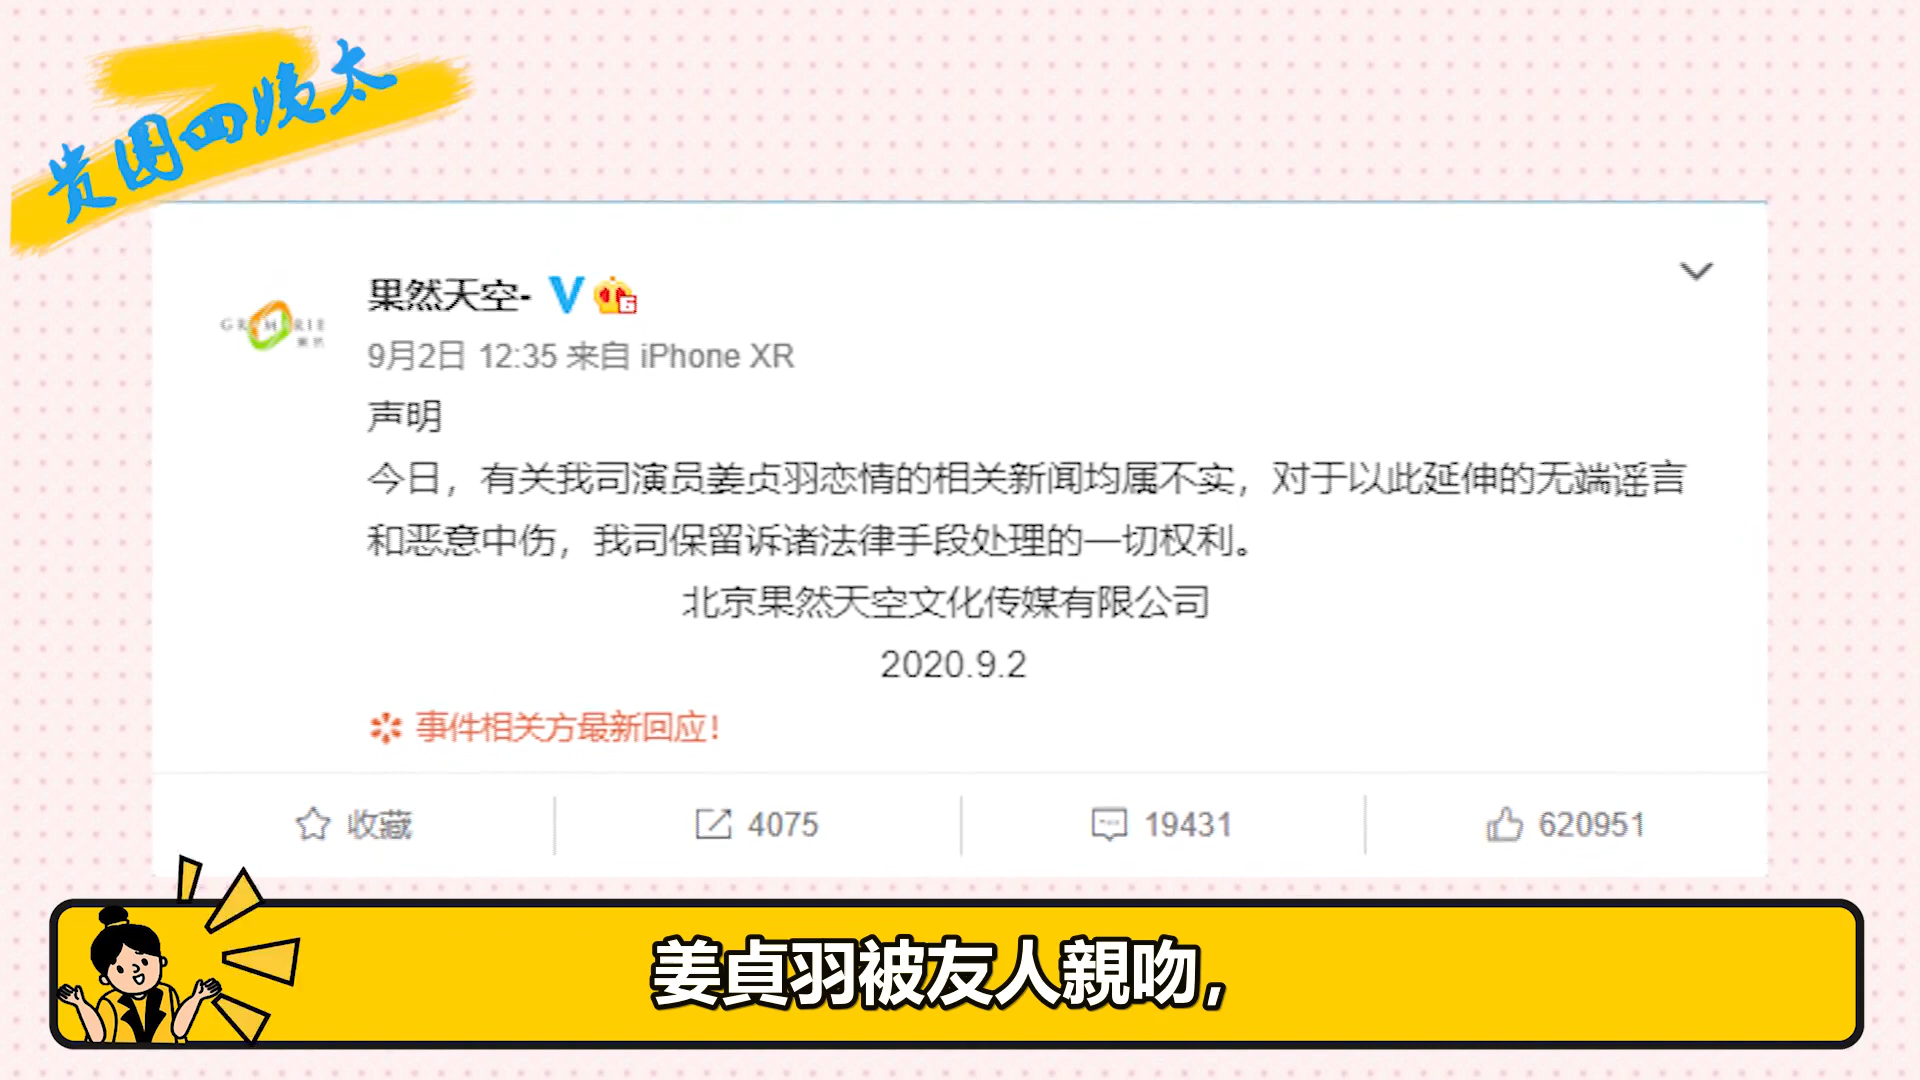 贵圈四姨太
果然天空-
9月2日 12:35 来自 iPhone XR
声明
今日，有关我司演员姜贞羽恋情的相关新闻均属不实，对于以此延伸的无端谣言
和恶意中伤，我司保留诉诸法律手段处理的一切权利。
北京果然天空文化传媒有限公司
2020.9.2
事件相关方最新回应！
收藏
4075
19431
620951
姜貞羽被友人親吻，